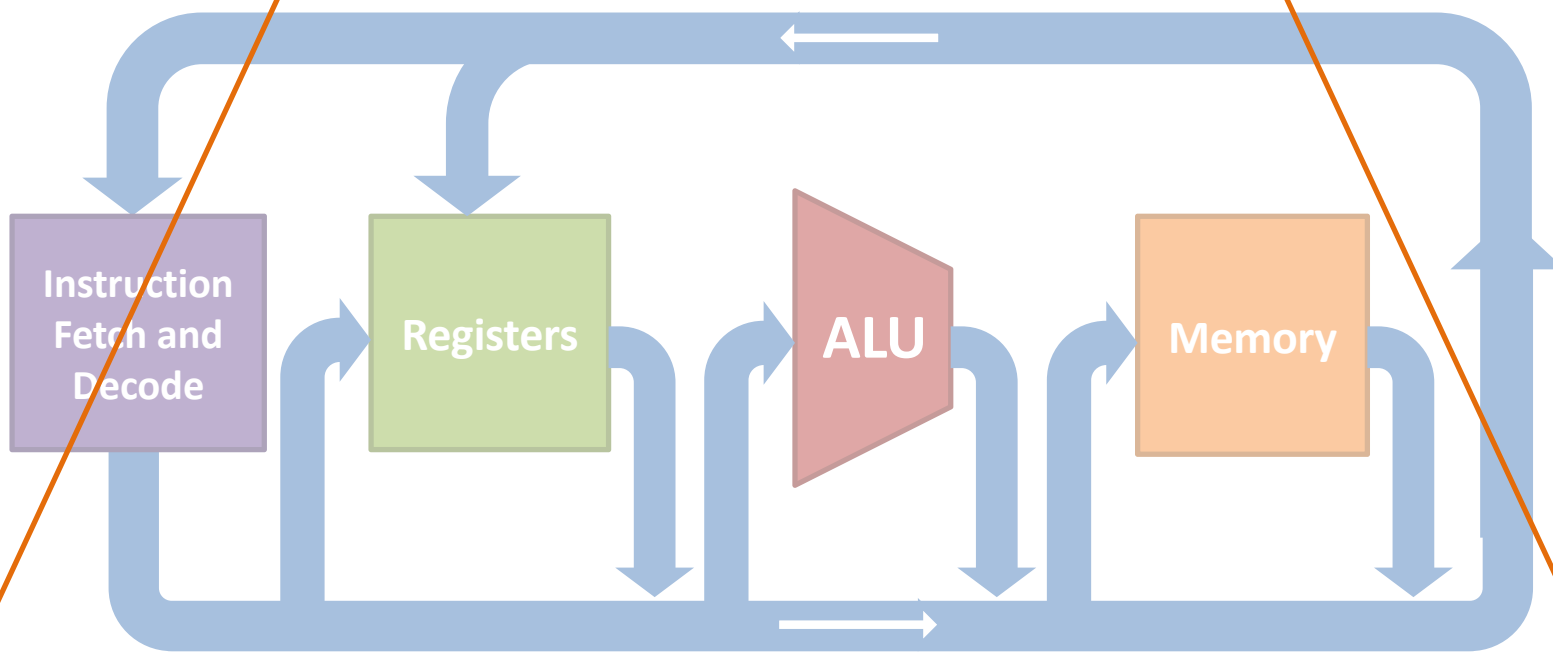 Instruction
Fetch and
Decode
Registers
ALU
Memory